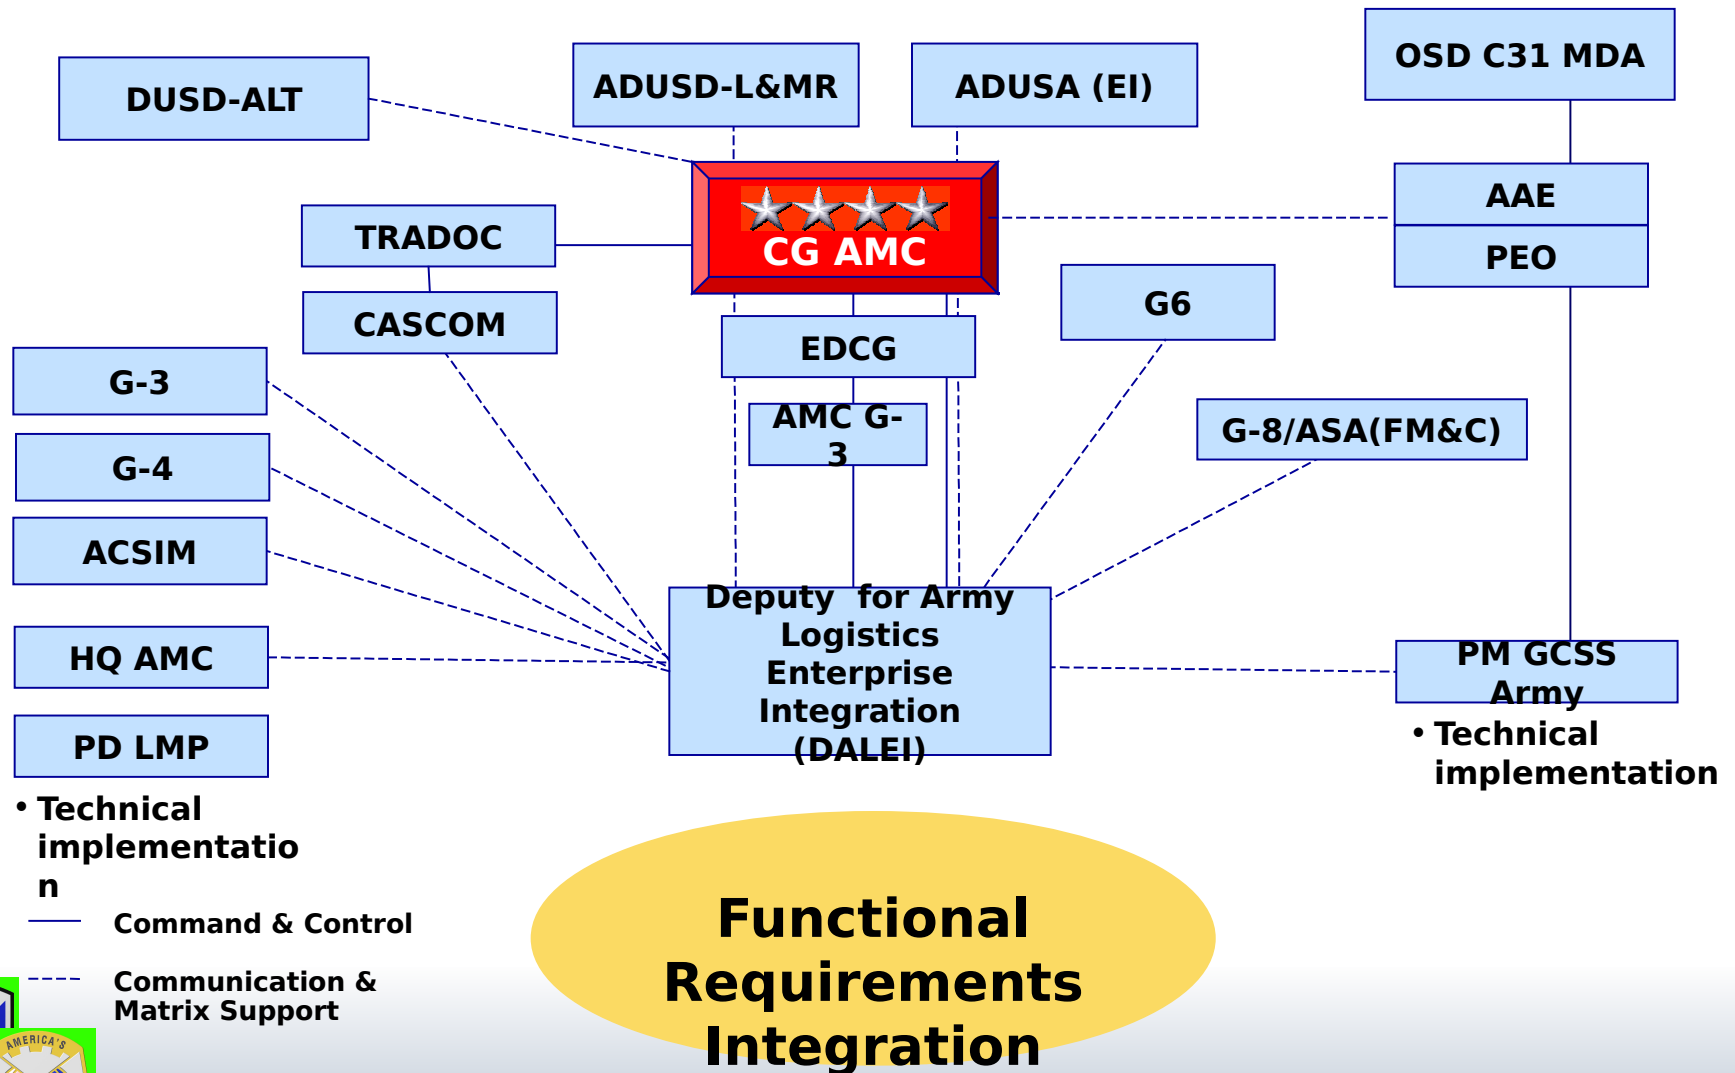 OSD C31 MDA
ADUSD-L&MR
ADUSA (EI)
DUSD-ALT
AAE
TRADOC
CG AMC
PEO
G6
CASCOM
EDCG
G-3
AMC G-
3
G-8/ASA(FM&C)
G-4
ACSIM
Deputy  for Army
Logistics
Enterprise
Integration
(DALEI)
HQ AMC
PM GCSS
Army
PD LMP
• Technical
implementation
• Technical
implementatio
n
Command & Control
Communication &
Matrix Support
Functional
Requirements
Integration
AMERICA'S